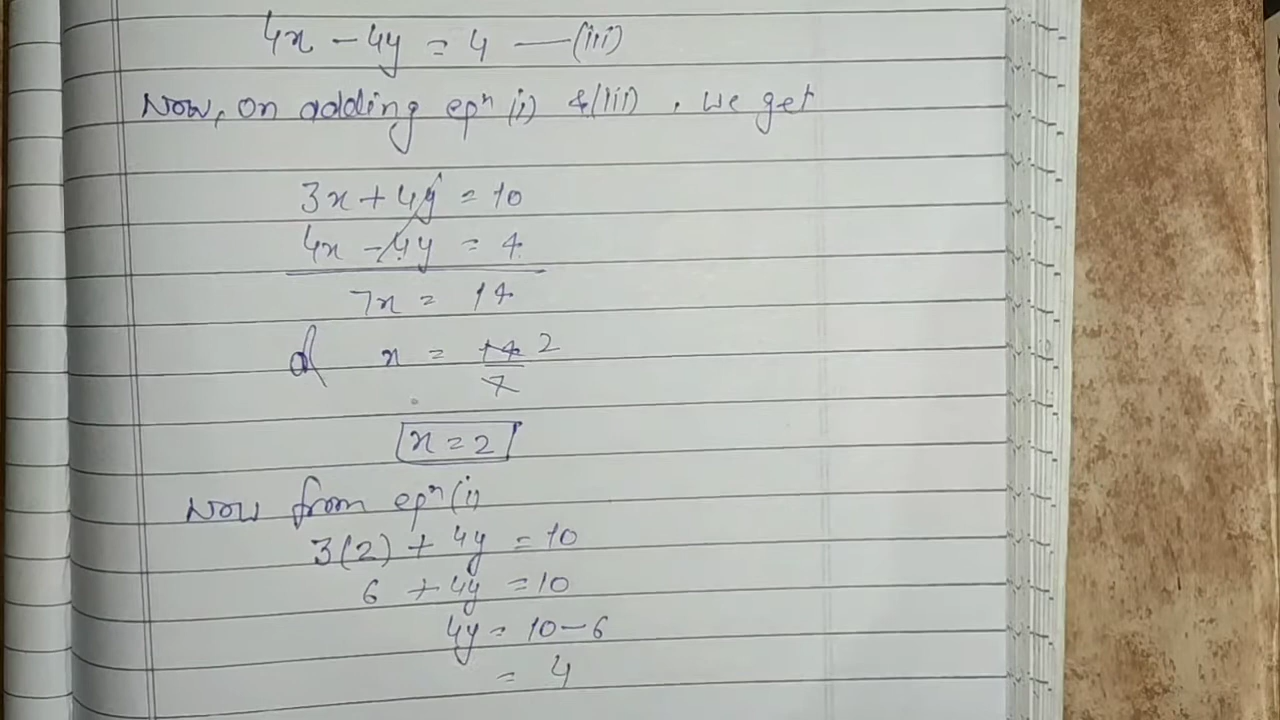 4x - 4y = 4 — (iii)
Now, on adding eqn (i) & (iii), we get
3x + 4y = 10
4x - 4y = 4
7x = 14
x = 14 2
7
x = 2
Now from eqn (i)
3(2) + 4y = 10
6 + 4y = 10
4y = 10 - 6
= 4